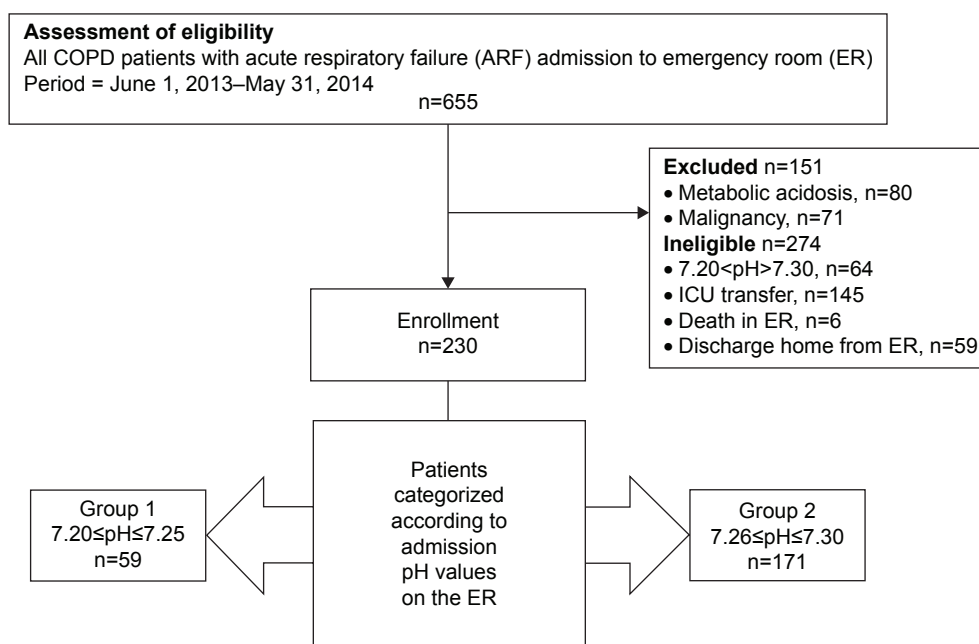 Assessment of eligibility
All COPD patients with acute respiratory failure (ARF) admission to emergency room (ER)
Period = June 1, 2013–May 31, 2014
n=655
Excluded n=151
• Metabolic acidosis, n=80
• Malignancy, n=71
Ineligible n=274
• 7.20<pH>7.30, n=64
• ICU transfer, n=145
• Death in ER, n=6
• Discharge home from ER, n=59
Enrollment
n=230
Patients
categorized
according to
admission
pH values
on the ER
Group 1
7.20≤pH≤7.25
n=59
Group 2
7.26≤pH≤7.30
n=171